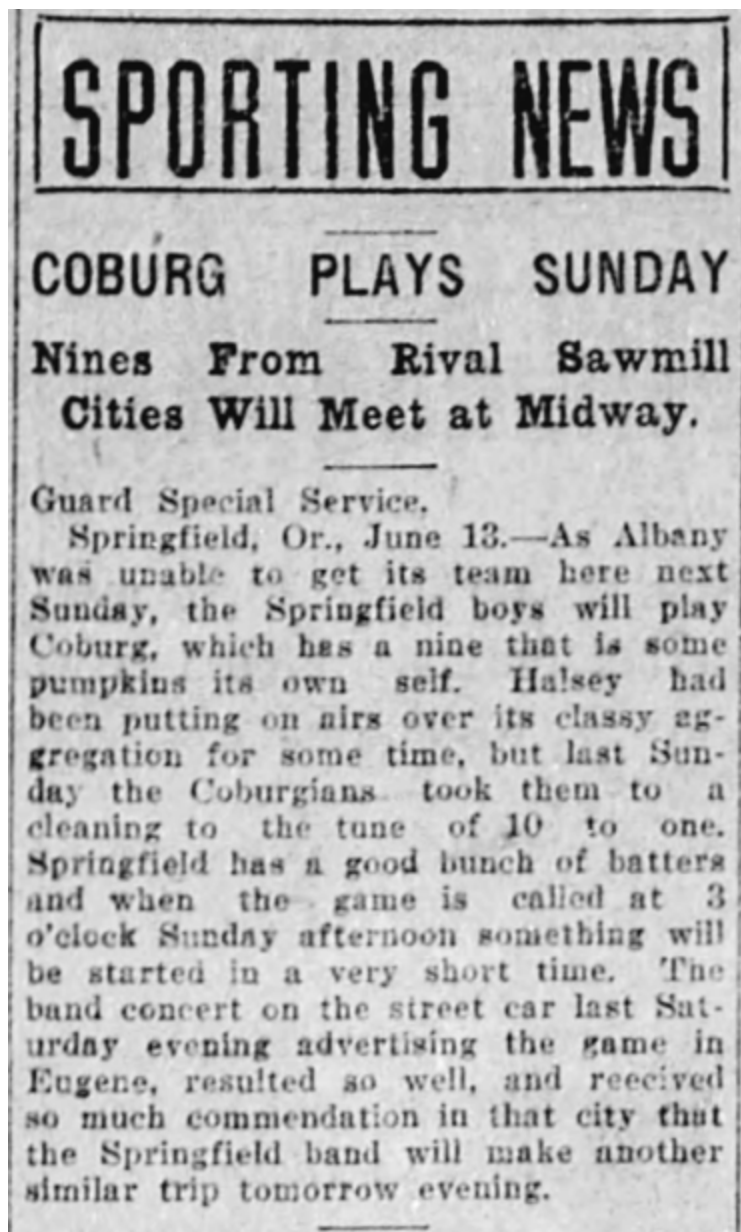 SPORTING NEWS
COBURG PLAYS SUNDAY
Nines From Rival Sawmill
Cities Will Meet at Midway.
Guard Special Service.
Springfield, Or., June 13.—As Albany
was unable to get its team here next
Sunday, the Springfield boys will play
Coburg, which has a nine that is some
pumpkins its own self. Halsey had
been putting on airs over its classy ag-
gregation for some time, but last Sun-
day the Coburgians took them to a
cleaning to the tune of 10 to one.
Springfield has a good bunch of batters
and when the game is called at 3
o'clock Sunday afternoon something will
be started in a very short time. The
band concert on the street car last Sat-
urday evening advertising the game in
Eugene, resulted so well, and reecived
so much commendation in that city that
the Springfield band will make another
similar trip tomorrow evening.